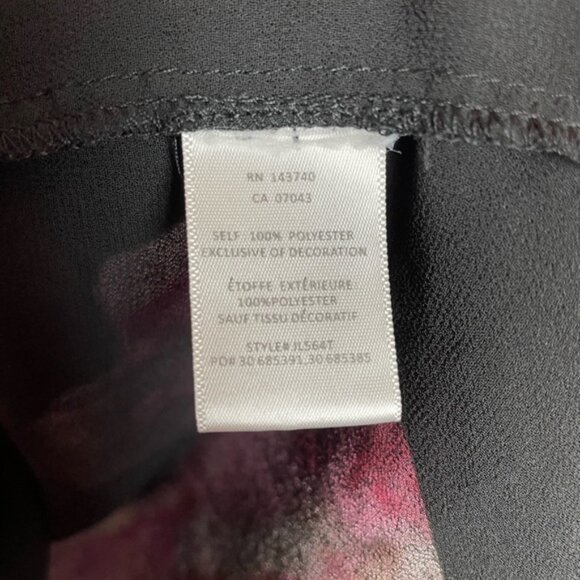 RN 143740
CA 07043
SELF 100% POLYESTER
EXCLUSIVE OF DECORATION
ÉTOFFE EXTÉRIEURE
100%POLYESTER
SAUF TISSU DÉCORATIF
STYLE# JL564T
PO# 30 685391,30 685385